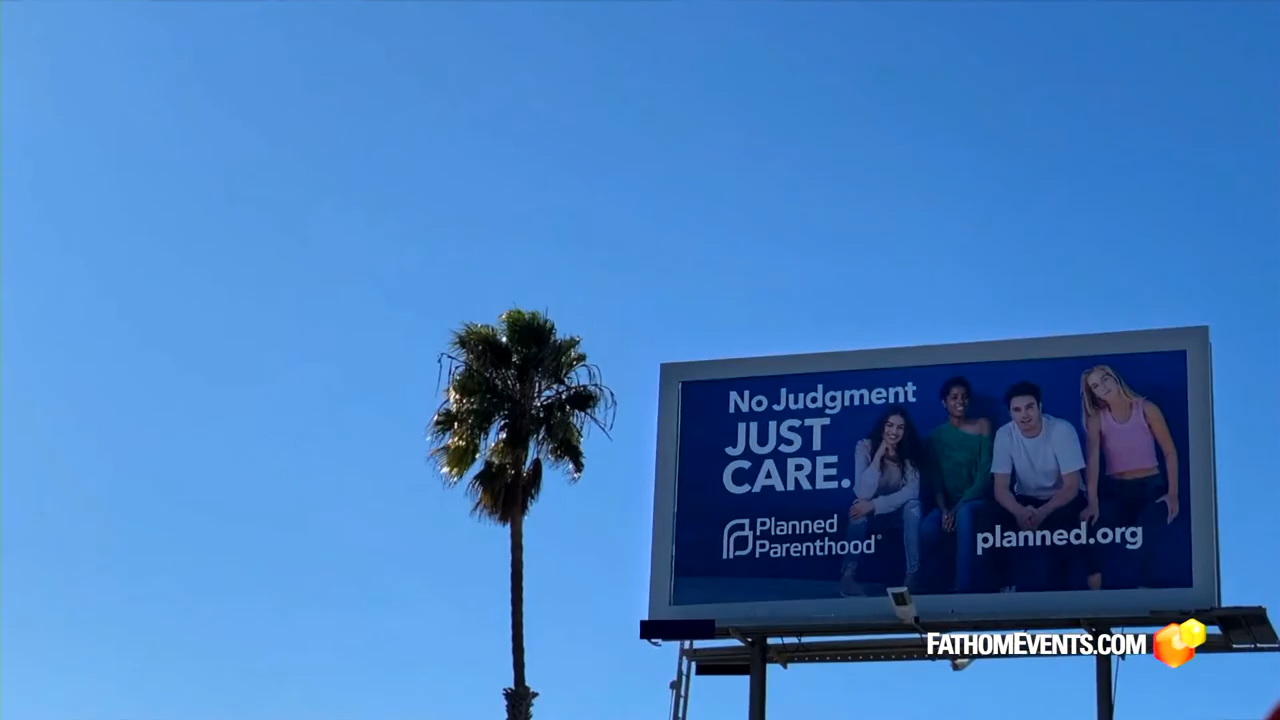 No Judgment
JUST
CARE.
Planned
Parenthood®
planned.org
FATHOMEVENTS.COM